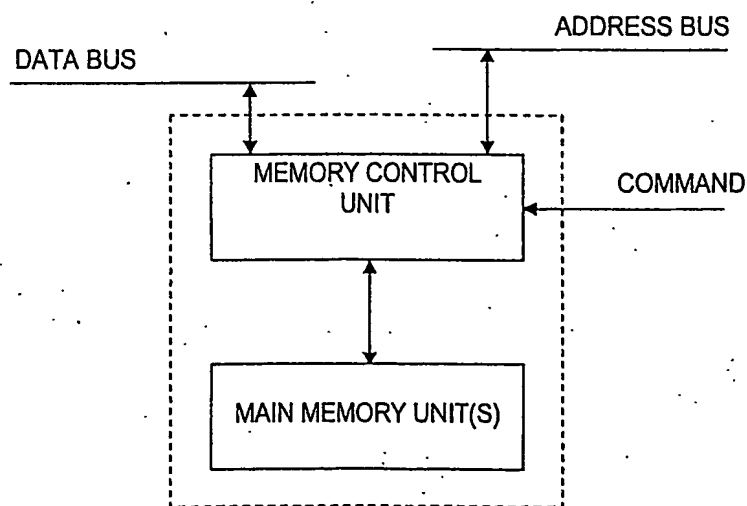 ADDRESS BUS
DATA BUS
MEMORY CONTROL
UNIT
COMMAND
MAIN MEMORY UNIT(S)